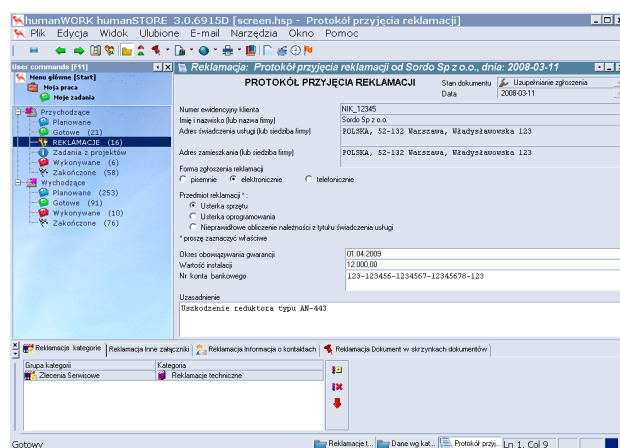 humanWORK humanSTORE 3.0.6915D [screen.hsp - Protokół przyjęcia reklamacji]
Plik Edycja Widok Ulubione E-mail Narzędzia Okno Pomoc
User commands [F11]
Reklamacja: Protokół przyjęcia reklamacji od Sordo Sp z o.o., dnia: 2008-03-11
Menu główne [Start]
Moja praca
Moje zadania
Przychodzące
Planowane
Gotowe (21)
REKLAMACJE (16)
Zadania z projektów
Wykonywane (6)
Zakończone (58)
Wychodzące
Planowane (253)
Gotowe (91)
Wykonywane (10)
Zakończone (76)
PROTOKÓŁ PRZYJĘCIA REKLAMACJI
Stan dokumentu Uzupełnianie zgłoszenia
Data 2008-03-11
Numer ewidencyjny klienta NIK_12345
Imię i nazwisko (lub nazwa firmy) Sordo Sp z o.o.
Adres świadczenia usługi (lub siedziba firmy) POLSKA, 52-132 Warszawa, Władysławowska 123
Adres zamieszkania (lub siedziba firmy) POLSKA, 52-132 Warszawa, Władysławowska 123
Forma zgłoszenia reklamacji
pisemnie elektronicznie telefonicznie
Przedmiot reklamacji * :
Usterka sprzętu
Usterka oprogramowania
Nieprawidłowe obliczenie należności z tytułu świadczenia usługi
* proszę zaznaczyć właściwe
Okres obowiązywania gwarancji 01.04.2009
Wartość instalacji 12 000,00
Nr konta bankowego 123-123456-1234567-12345678-123
Uzasadnienie
Uszkodzenie reduktora typu AN-443
Reklamacja kategorie Reklamacja Inne załączniki Reklamacja Informacja o kontaktach Reklamacja Dokument w skrzynkach dokumentów
Grupa kategorii Kategoria
Zlecenia Serwisowe Reklamacje techniczne
Gotowy
Reklamacje t... Dane wg kat... Protokół przyj... Ln 1, Col 9